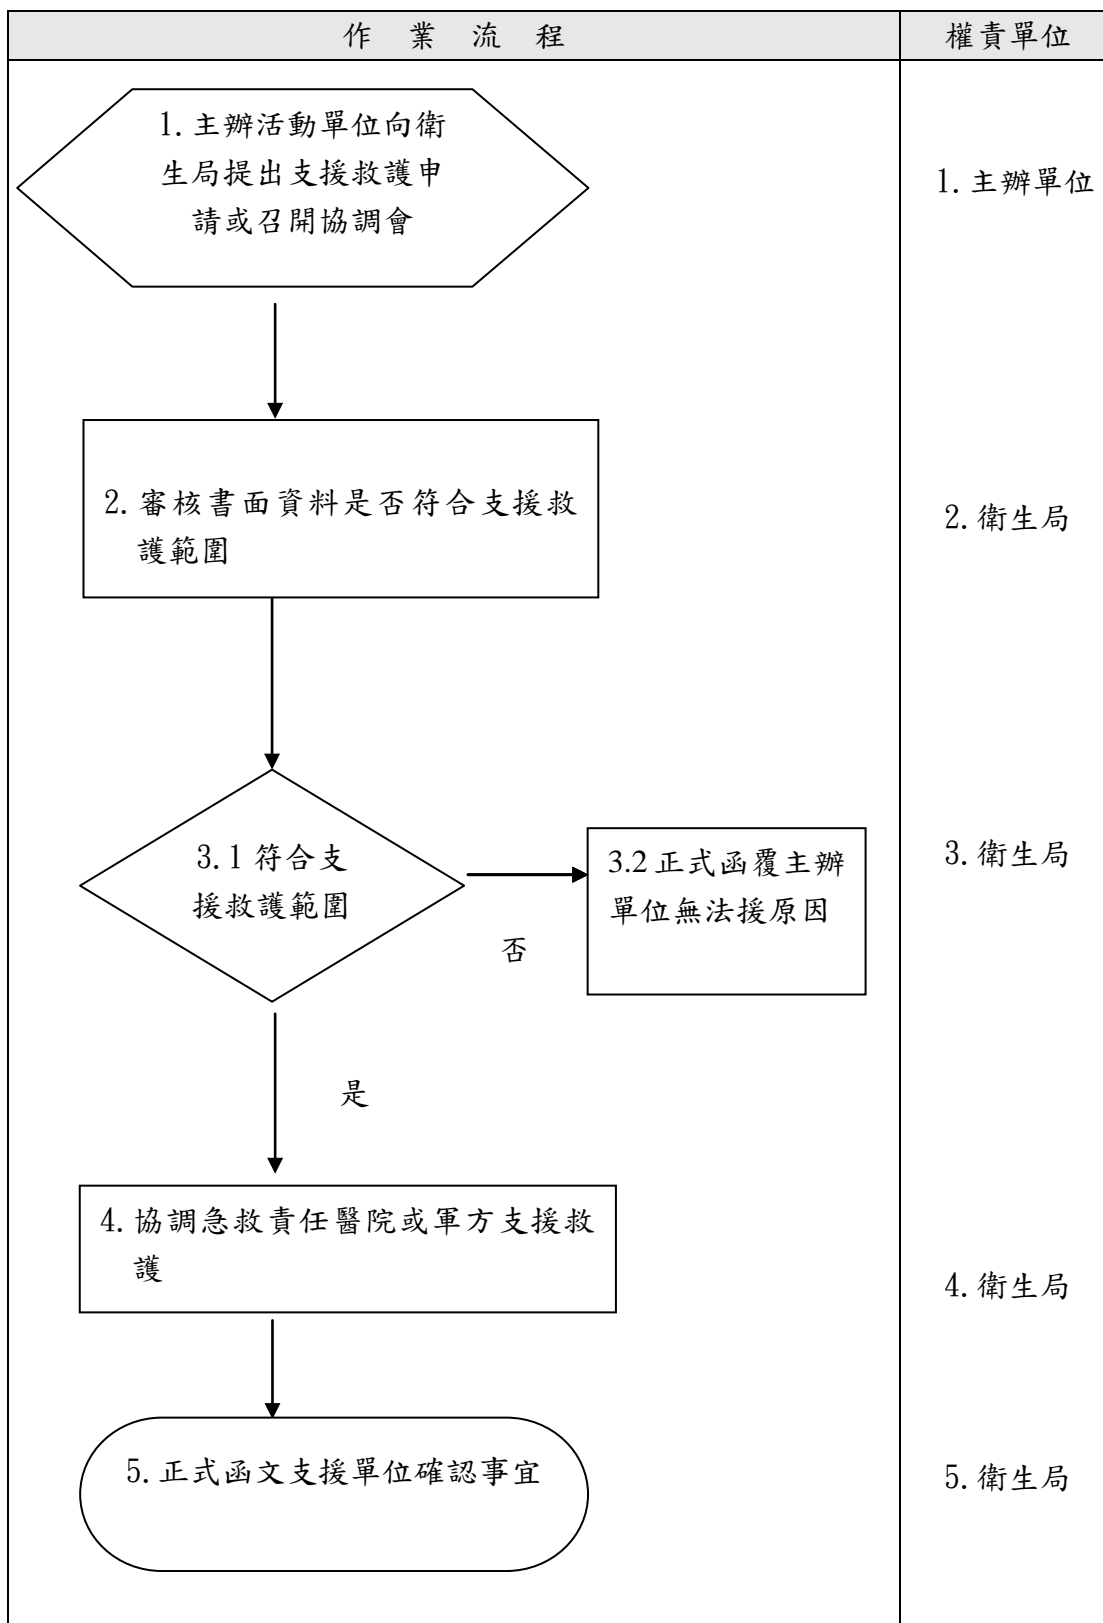 作 業 流 程
權責單位
1.主辦活動單位向衛
生局提出支援救護申
請或召開協調會
1.主辦單位
2.審核書面資料是否符合支援救
護範圍
2.衛生局
3.1 符合支
援救護範圍
3.2 正式函覆主辦
單位無法援原因
3.衛生局
否
是
4.協調急救責任醫院或軍方支援救
護
4.衛生局
5.正式函文支援單位確認事宜
5.衛生局